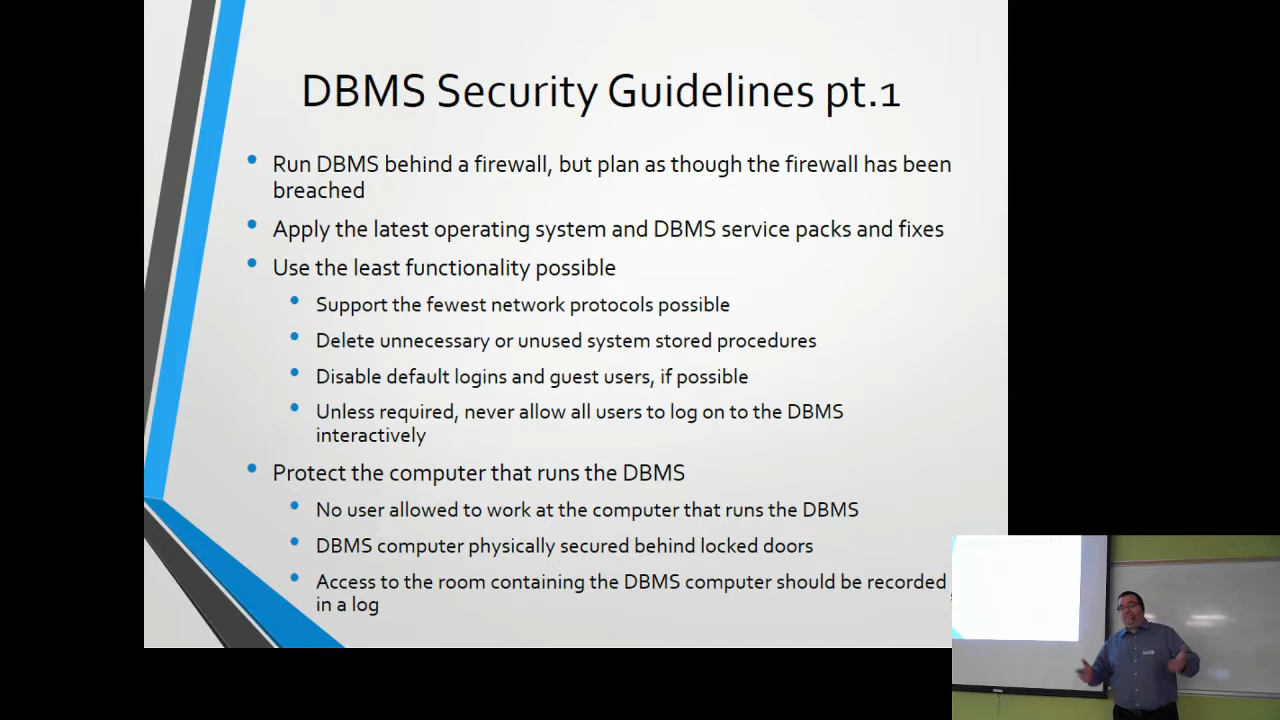 DBMS Security Guidelines pt.1
Run DBMS behind a firewall, but plan as though the firewall has been
breached
Apply the latest operating system and DBMS service packs and fixes
Use the least functionality possible
Support the fewest network protocols possible
Delete unnecessary or unused system stored procedures
Disable default logins and guest users, if possible
Unless required, never allow all users to log on to the DBMS
interactively
Protect the computer that runs the DBMS
No user allowed to work at the computer that runs the DBMS
DBMS computer physically secured behind locked doors
Access to the room containing the DBMS computer should be recorded
in a log